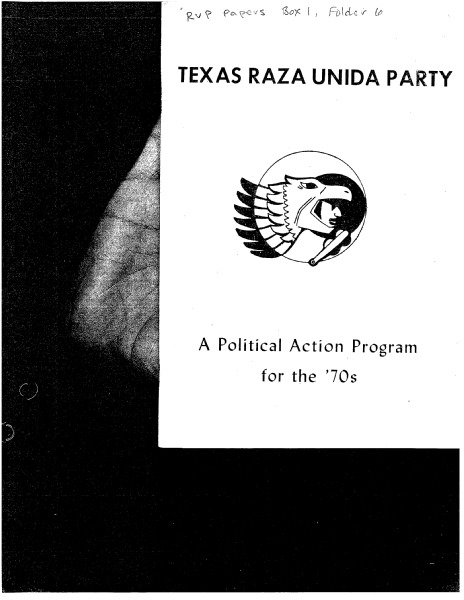 RUP Papers Box 1, Folder 6
TEXAS RAZA UNIDA PARTY
A Political Action Program
for the '70s